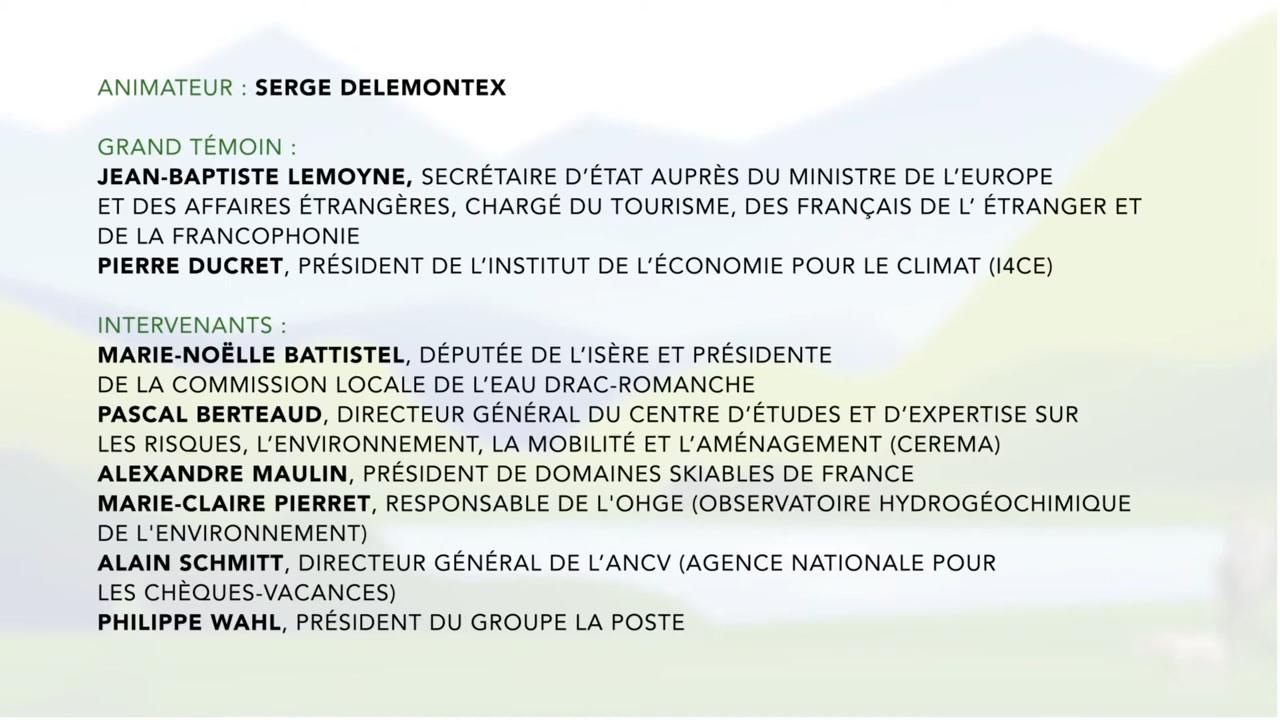 ANIMATEUR : SERGE DELEMONTEX
GRAND TÉMOIN :
JEAN-BAPTISTE LEMOYNE, SECRÉTAIRE D'ÉTAT AUPRÈS DU MINISTRE DE L'EUROPE
ET DES AFFAIRES ÉTRANGÈRES, CHARGÉ DU TOURISME, DES FRANÇAIS DE L' ÉTRANGER ET
DE LA FRANCOPHONIE
PIERRE DUCRET, PRÉSIDENT DE L'INSTITUT DE L'ÉCONOMIE POUR LE CLIMAT (I4CE)
INTERVENANTS :
MARIE-NOËLLE BATTISTEL, DÉPUTÉE DE L'ISÈRE ET PRÉSIDENTE
DE LA COMMISSION LOCALE DE L'EAU DRAC-ROMANCHE
PASCAL BERTEAUD, DIRECTEUR GÉNÉRAL DU CENTRE D'ÉTUDES ET D'EXPERTISE SUR
LES RISQUES, L'ENVIRONNEMENT, LA MOBILITÉ ET L'AMÉNAGEMENT (CEREMA)
ALEXANDRE MAULIN, PRÉSIDENT DE DOMAINES SKIABLES DE FRANCE
MARIE-CLAIRE PIERRET, RESPONSABLE DE L'OHGE (OBSERVATOIRE HYDROGÉOCHIMIQUE
DE L'ENVIRONNEMENT)
ALAIN SCHMITT, DIRECTEUR GÉNÉRAL DE L'ANCV (AGENCE NATIONALE POUR
LES CHÈQUES-VACANCES)
PHILIPPE WAHL, PRÉSIDENT DU GROUPE LA POSTE